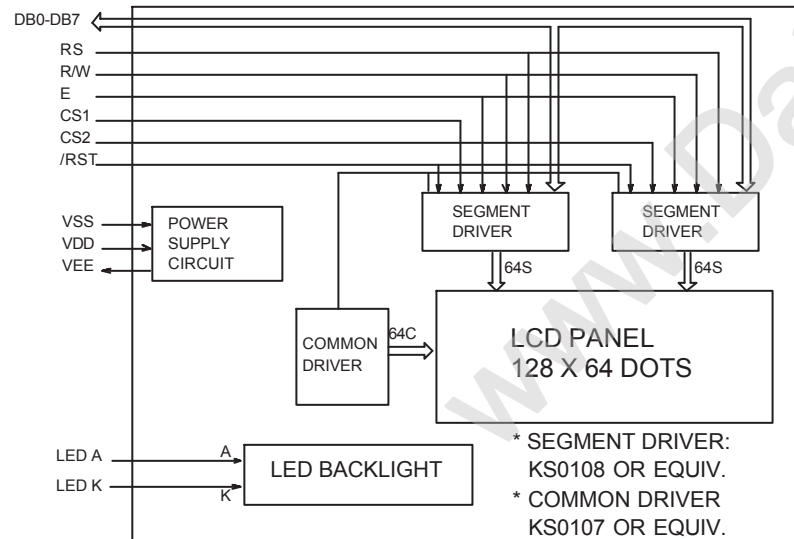 DB0-DB7
RS
R/W
E
CS1
CS2
/RST
SEGMENT
DRIVER
SEGMENT
DRIVER
VSS
VDD
VEE
POWER
SUPPLY
CIRCUIT
64S
64S
COMMON
DRIVER
64C
LCD PANEL
128 X 64 DOTS
LED A
A
LED K
K
LED BACKLIGHT
* SEGMENT DRIVER:
KS0108 OR EQUIV.
* COMMON DRIVER
KS0107 OR EQUIV.
www.Da